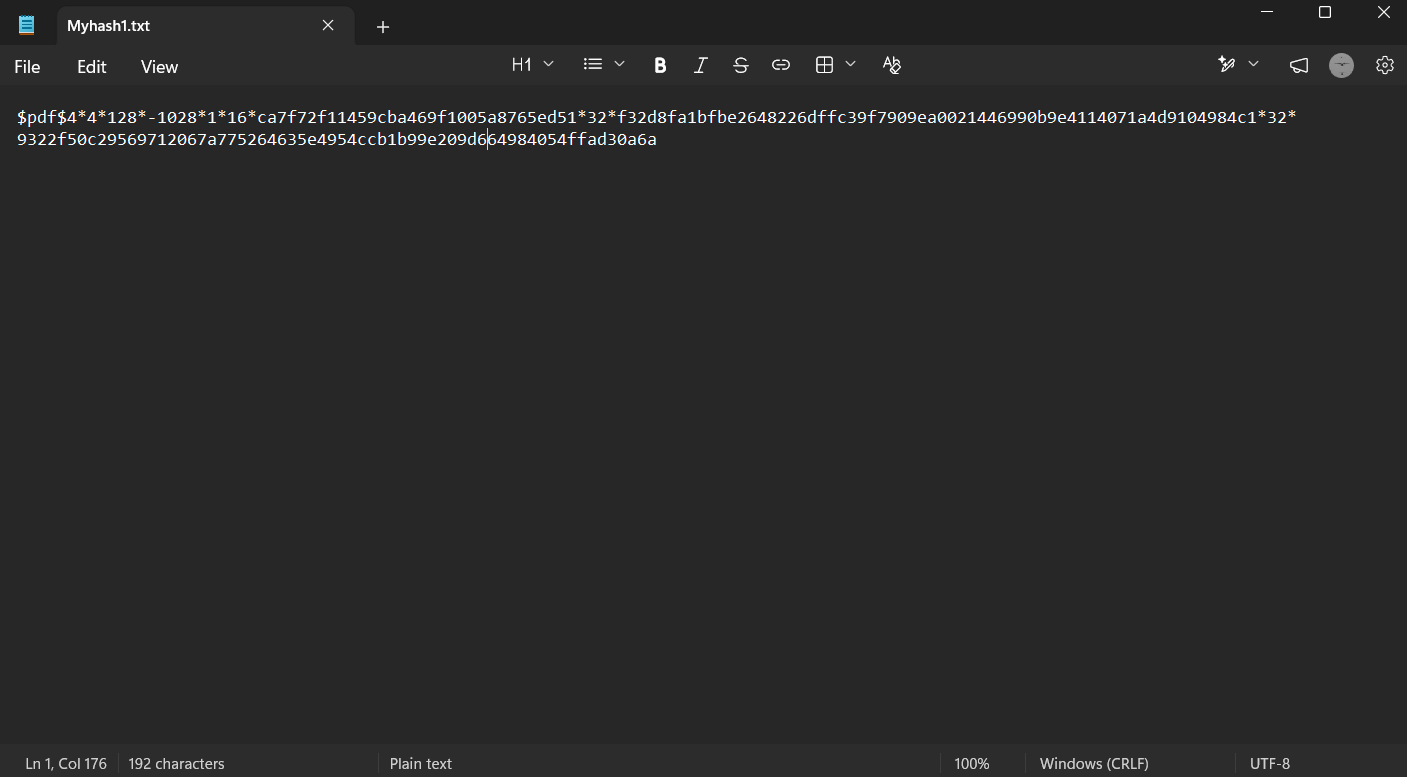 Myhash1.txt
File Edit View H1
$pdf$4*4*128*-1028*1*16*ca7f72f11459cba469f1005a8765ed51*32*f32d8fa1bfbe2648226dffc39f7909ea0021446990b9e4114071a4d9104984c1*32*
9322f50c29569712067a775264635e4954ccb1b99e209d664984054ffad30a6a
Ln 1, Col 176 192 characters Plain text 100% Windows (CRLF) UTF-8